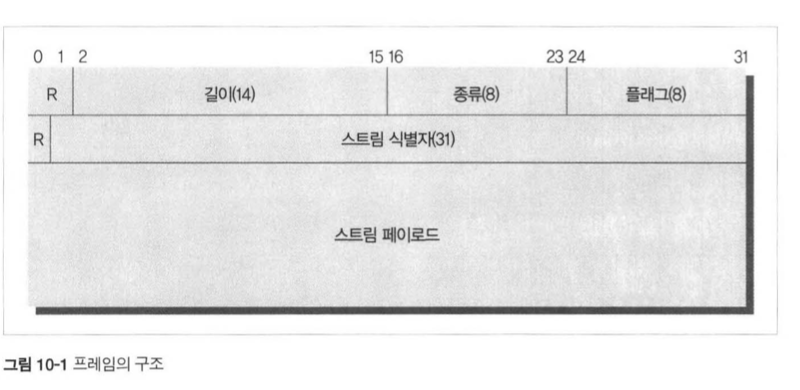 0 1 2 15 16 23 24 31
R 길이(14) 종류(8) 플래그(8)
R 스트림 식별자(31)
스트림 페이로드
그림 10-1 프레임의 구조